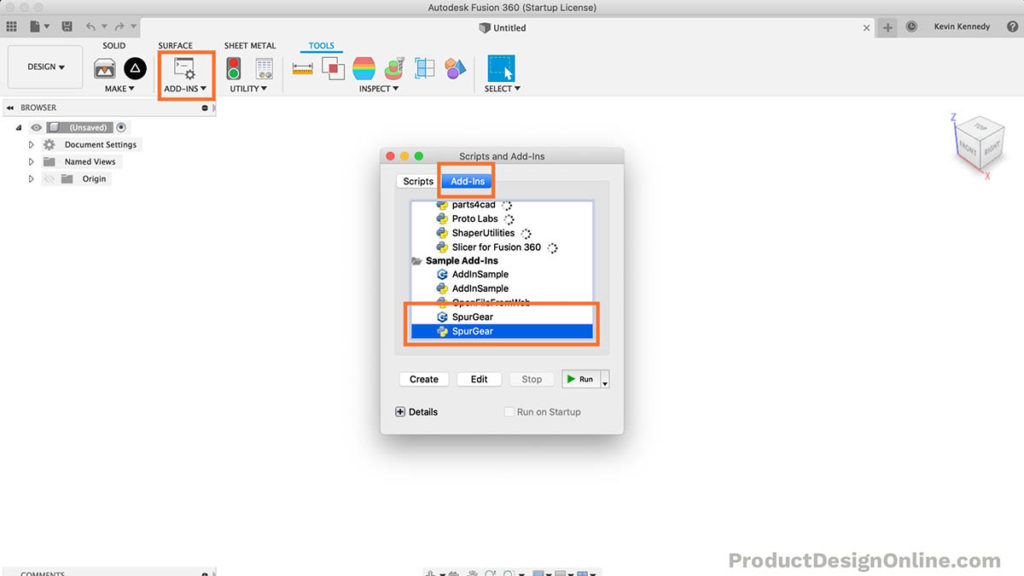 Autodesk Fusion 360 (Startup License)
Untitled
Kevin Kennedy
SOLID SURFACE SHEET METAL TOOLS
DESIGN
MAKE ADD-INS UTILITY INSPECT SELECT
BROWSER
(Unsaved)
Document Settings
Named Views
Origin
Z
TOP
FRONT RIGHT
X
Scripts and Add-Ins
Scripts Add-Ins
parts4cad
Proto Labs
ShaperUtilities
Slicer for Fusion 360
Sample Add-Ins
AddInSample
AddInSample
OpenFileFromWeb
SpurGear
SpurGear
Create Edit Stop Run
Details Run on Startup
ProductDesignOnline.com
COMMENTS